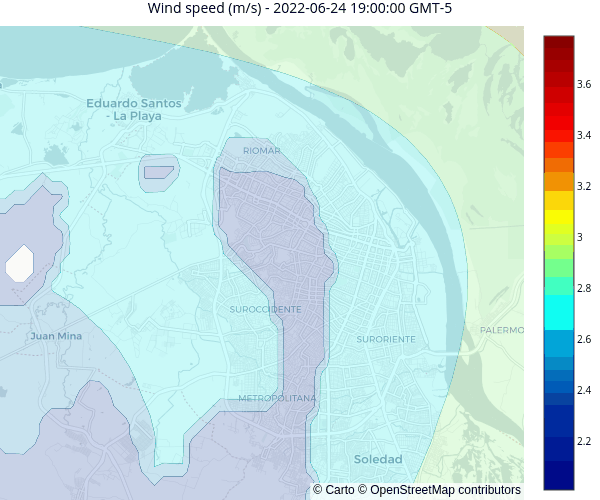 Wind speed (m/s) - 2022-06-24 19:00:00 GMT-5
Eduardo Santos
- La Playa
RIOMAR
SUROCCIDENTE
Juan Mina
SURORIENTE
PALERMO
METROPOLITANA
Soledad
© Carto © OpenStreetMap contributors
3.6
3.4
3.2
3
2.8
2.6
2.4
2.2